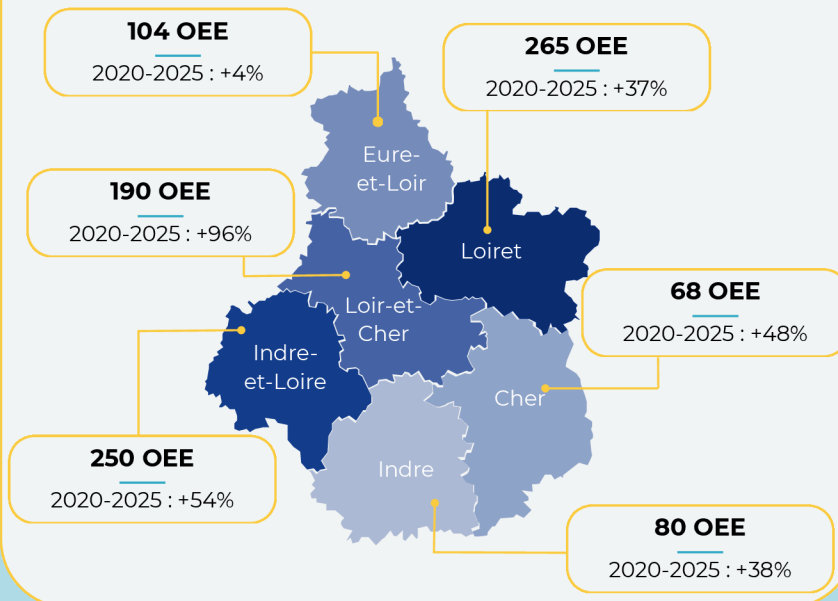 104 OEE
2020-2025 : +4%
265 OEE
2020-2025 : +37%
Eure-
et-Loir
190 OEE
2020-2025 : +96%
Loiret
68 OEE
2020-2025 : +48%
Loir-et-
Cher
Indre-
et-Loire
Cher
250 OEE
2020-2025 : +54%
Indre
80 OEE
2020-2025 : +38%